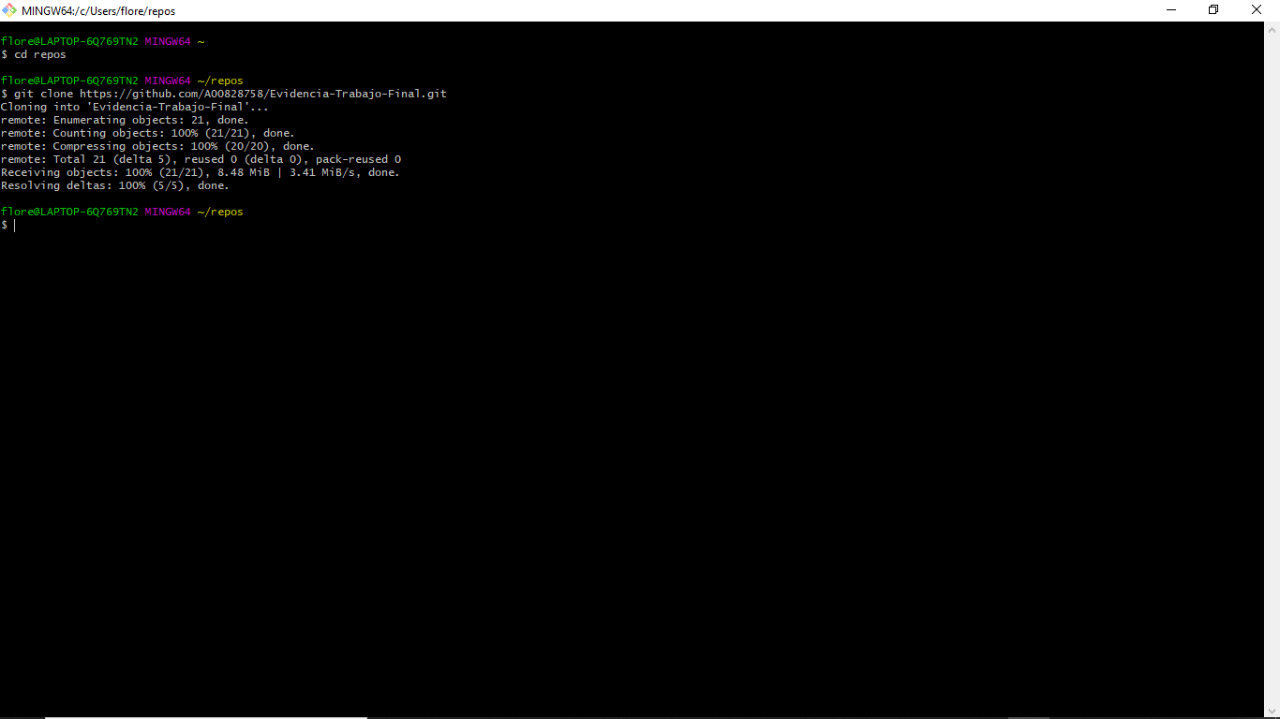 MINGW64:/c/Users/flore/repos
flore@LAPTOP-6Q769TN2 MINGW64 ~
$ cd repos
flore@LAPTOP-6Q769TN2 MINGW64 ~/repos
$ git clone https://github.com/A00828758/Evidencia-Trabajo-Final.git
Cloning into 'Evidencia-Trabajo-Final'...
remote: Enumerating objects: 21, done.
remote: Counting objects: 100% (21/21), done.
remote: Compressing objects: 100% (20/20), done.
remote: Total 21 (delta 5), reused 0 (delta 0), pack-reused 0
Receiving objects: 100% (21/21), 8.48 MiB | 3.41 MiB/s, done.
Resolving deltas: 100% (5/5), done.
flore@LAPTOP-6Q769TN2 MINGW64 ~/repos
$